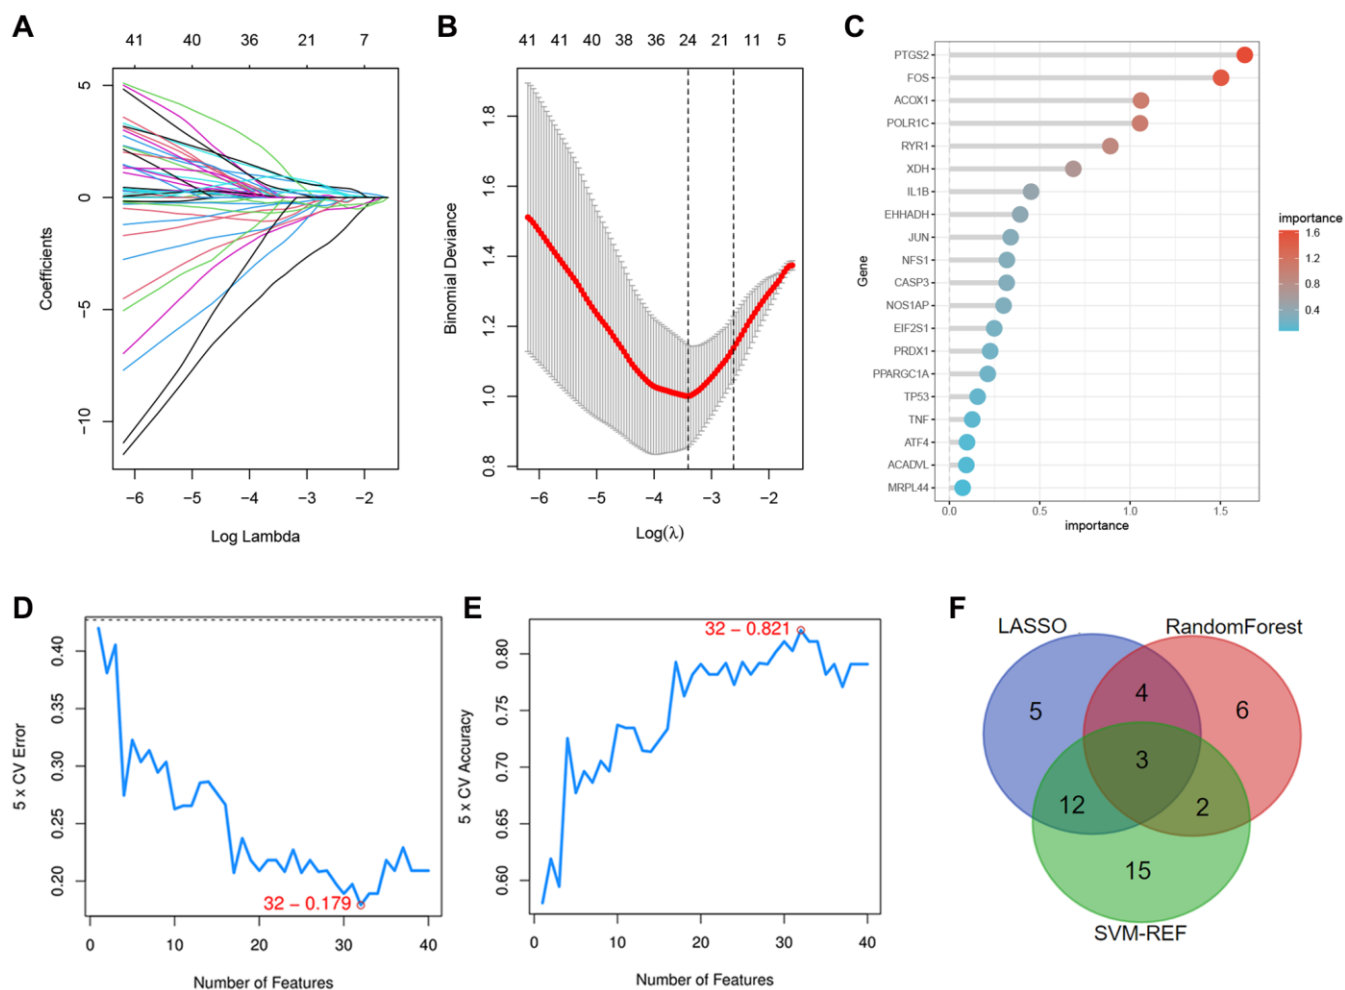 A
41 40 36 21 7
5
0
−5
−10
Coefficients
−6 −5 −4 −3 −2
Log Lambda
B
41 41 40 38 36 24 21 11 5
1.8
1.6
1.4
1.2
1.0
0.8
Binomial Deviance
−6 −5 −4 −3 −2
Log(λ)
C
PTGS2
FOS
ACOX1
POLR1C
RYR1
XDH
IL1B
EHHADH
JUN
NFS1
CASP3
NOS1AP
EIF2S1
PRDX1
PPARGC1A
TP53
TNF
ATF4
ACADVL
MRPL44
Gene
0.0 0.5 1.0 1.5
importance
importance
1.6
1.2
0.8
0.4
D
0.40
0.35
0.30
0.25
0.20
5 x CV Error
32 − 0.179
0 10 20 30 40
Number of Features
E
32 − 0.821
0.80
0.75
0.70
0.65
0.60
5 x CV Accuracy
0 10 20 30 40
Number of Features
F
LASSO RandomForest
5 4 6
3
12 2
15
SVM-REF